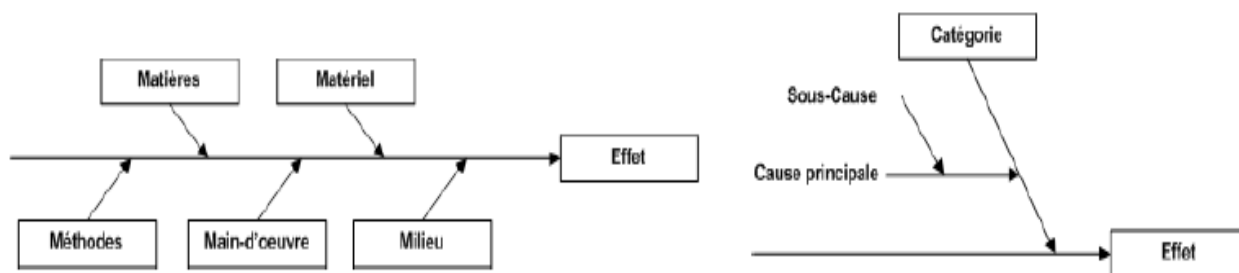 Matières
Matériel
Effet
Méthodes
Main-d'oeuvre
Milieu
Catégorie
Sous-Cause
Cause principale
Effet